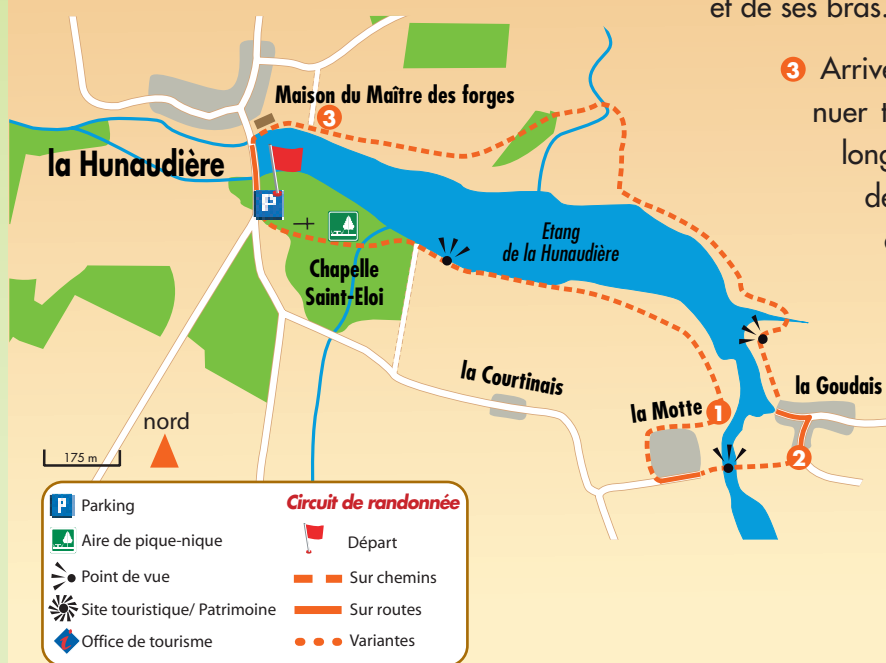 et de ses bras.
3 Arrive
nuer t
long
de
Maison du Maître des forges
3
la Hunaudière
P
Etang
de la Hunaudière
Chapelle
Saint-Eloi
la Courtinais
la Motte 1
la Goudais
2
nord
175 m
P Parking
Aire de pique-nique
Point de vue
Site touristique/ Patrimoine
i Office de tourisme
Circuit de randonnée
Départ
Sur chemins
Sur routes
Variantes